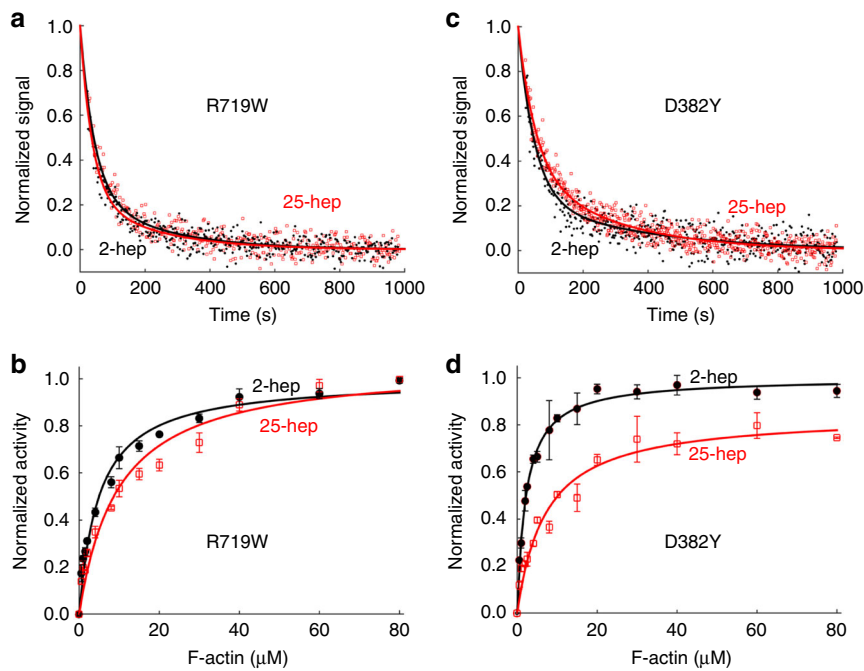 a
1.0
0.8
0.6
0.4
0.2
0.0
Normalized signal
R719W
25-hep
2-hep
0 200 400 600 800 1000
Time (s)
c
1.0
0.8
0.6
0.4
0.2
0.0
Normalized signal
D382Y
25-hep
2-hep
0 200 400 600 800 1000
Time (s)
b
1.0
0.8
0.6
0.4
0.2
0.0
Normalized activity
2-hep
25-hep
R719W
0 20 40 60 80
F-actin (μM)
d
1.0
0.8
0.6
0.4
0.2
0.0
Normalized activity
2-hep
25-hep
D382Y
0 20 40 60 80
F-actin (μM)